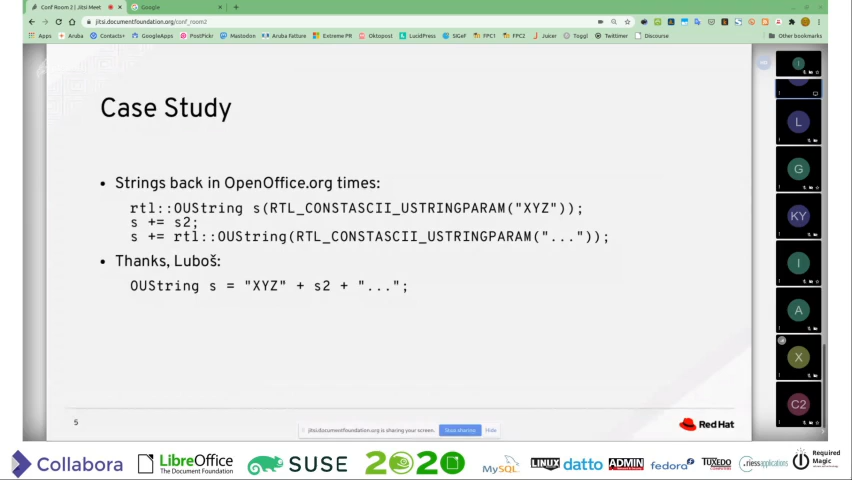 Conf Room 2 | Jitsi Meet
Google
jitsi.documentfoundation.org/conf_room2
Apps
Aruba
Contacts+
GoogleApps
PostPickr
Mastodon
Aruba Fatture
Extreme PR
Oktopost
LucidPress
SIGeF
FPC1
FPC2
Juicer
Toggl
Twittimer
Discourse
Other bookmarks
Case Study
• Strings back in OpenOffice.org times:
rtl::OUString s(RTL_CONSTASCII_USTRINGPARAM("XYZ"));
s += s2;
s += rtl::OUString(RTL_CONSTASCII_USTRINGPARAM("..."));
• Thanks, Luboš:
OUString s = "XYZ" + s2 + "...";
5
jitsi.documentfoundation.org is sharing your screen.
Stop sharing
Hide
Red Hat
I
L
G
KY
I
A
X
C2
Collabora
LibreOffice
The Document Foundation
SUSE
2020
MySQL
LINUX
datto
ADMIN
fedora
TUXEDO
Required
Magic